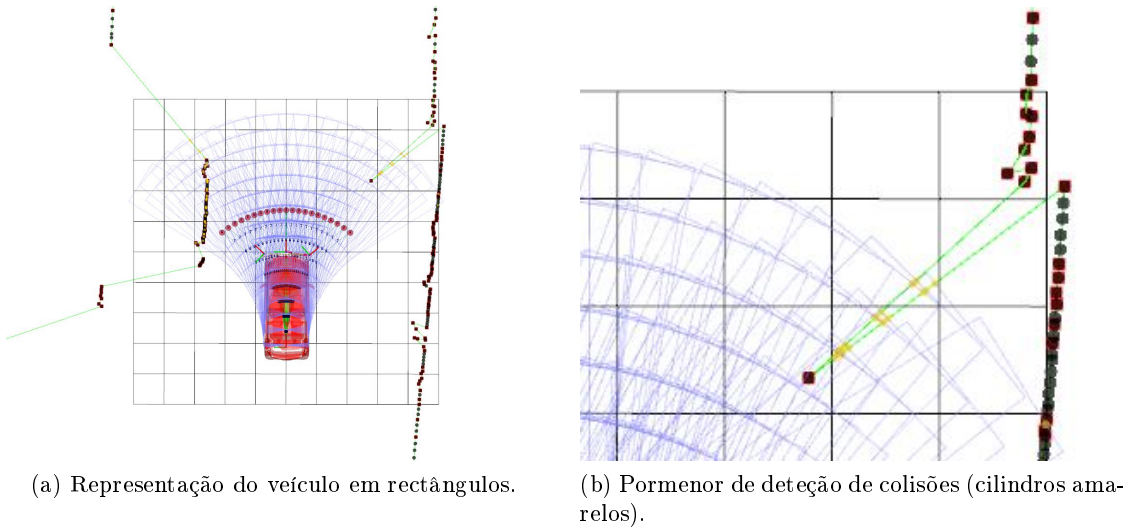 (a) Representação do veículo em rectângulos.
(b) Pormenor de deteção de colisões (cilindros ama-
relos).